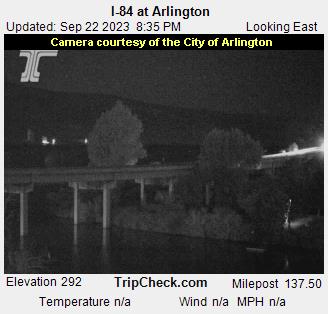 I-84 at Arlington
Updated: Sep 22 2023 8:35 PM Looking East
Camera courtesy of the City of Arlington
Elevation 292 TripCheck.com Milepost 137.50
Temperature n/a Wind n/a MPH n/a